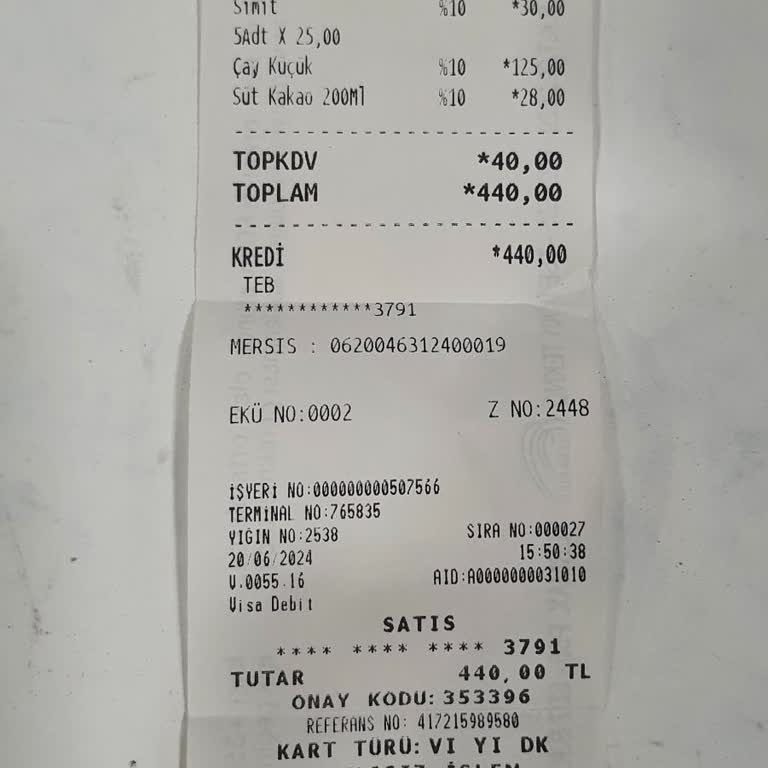 Simit %10 *30,00
5Adt X 25,00
Çay Kuçuk %10 *125,00
Süt Kakao 200Ml %10 *28,00
TOPKDV *40,00
TOPLAM *440,00
KREDİ *440,00
TEB
************3791
MERSIS : 0620046312400019
EKÜ NO:0002 Z NO:2448
İŞYERİ NO:000000000507566
TERMİNAL NO:765835
YIGIN NO:2538 SIRA NO:000027
20/06/2024 15:50:38
V.0055.16 AID:A0000000031010
Visa Debit
SATIS
**** **** **** 3791
TUTAR 440,00 TL
ONAY KODU:353396
REFERANS NO: 417215989580
KART TÜRÜ:VI YI DK